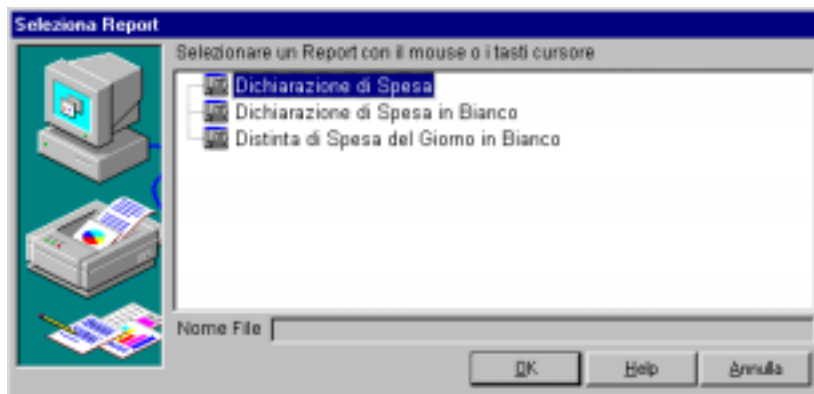 Seleziona Report
Selezionare un Report con il mouse o i tasti cursore
Dichiarazione di Spesa
Dichiarazione di Spesa in Bianco
Distinta di Spesa del Giorno in Bianco
Nome File
OK
Help
Annulla